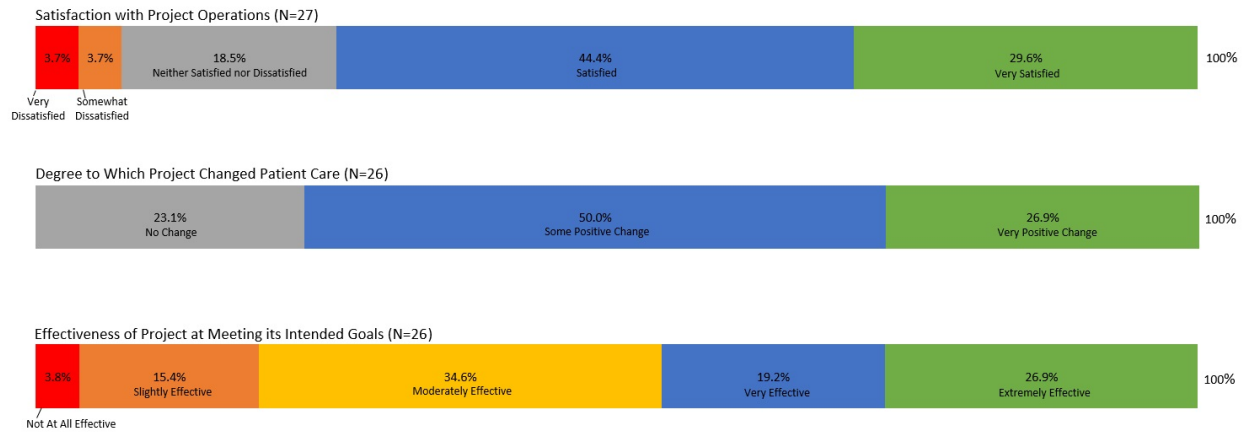 Satisfaction with Project Operations (N=27)
3.7% 3.7% 18.5% 44.4% 29.6% 100%
Neither Satisfied nor Dissatisfied Satisfied Very Satisfied
Very Somewhat
Dissatisfied Dissatisfied
Degree to Which Project Changed Patient Care (N=26)
23.1% 50.0% 26.9% 100%
No Change Some Positive Change Very Positive Change
Effectiveness of Project at Meeting its Intended Goals (N=26)
3.8% 15.4% 34.6% 19.2% 26.9% 100%
Slightly Effective Moderately Effective Very Effective Extremely Effective
Not At All Effective